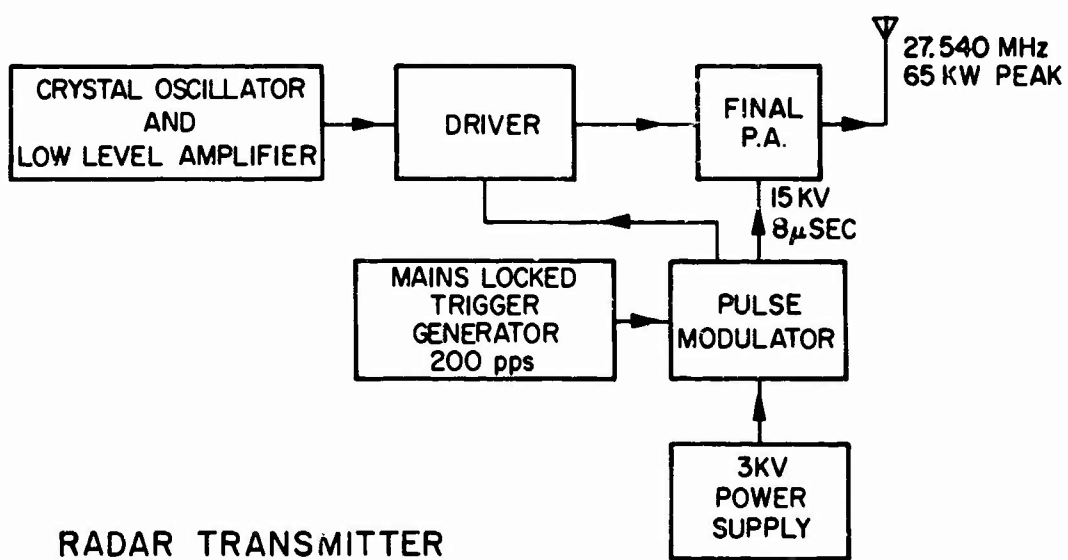 CRYSTAL OSCILLATOR
AND
LOW LEVEL AMPLIFIER
DRIVER
FINAL
P.A.
27.540 MHz
65 KW PEAK
15 KV
8μSEC
MAINS LOCKED
TRIGGER
GENERATOR
200 pps
PULSE
MODULATOR
3KV
POWER
SUPPLY
RADAR TRANSMITTER